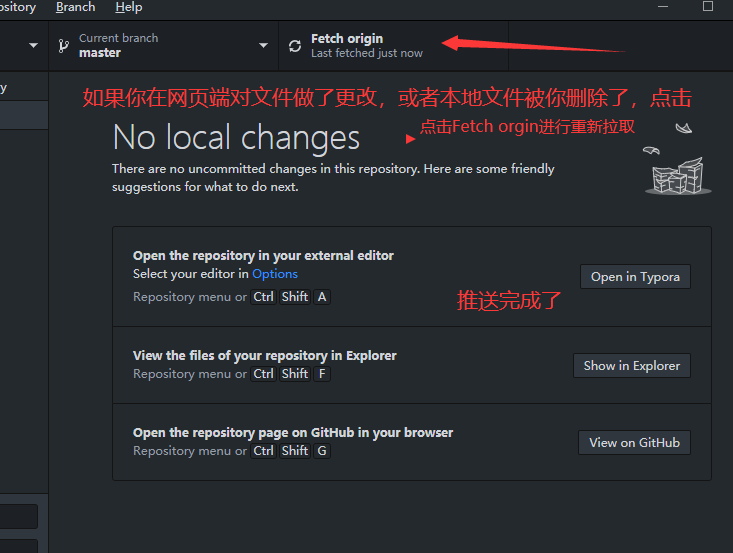 ository Branch Help
Current branch
master
Fetch origin
Last fetched just now
y
如果你在网页端对文件做了更改，或者本地文件被你删除了，点击
点击Fetch orgin进行重新拉取
No local changes
There are no uncommitted changes in this repository. Here are some friendly
suggestions for what to do next.
Open the repository in your external editor
Select your editor in Options
Repository menu or Ctrl Shift A
Open in Typora
推送完成了
View the files of your repository in Explorer
Repository menu or Ctrl Shift F
Show in Explorer
Open the repository page on GitHub in your browser
Repository menu or Ctrl Shift G
View on GitHub